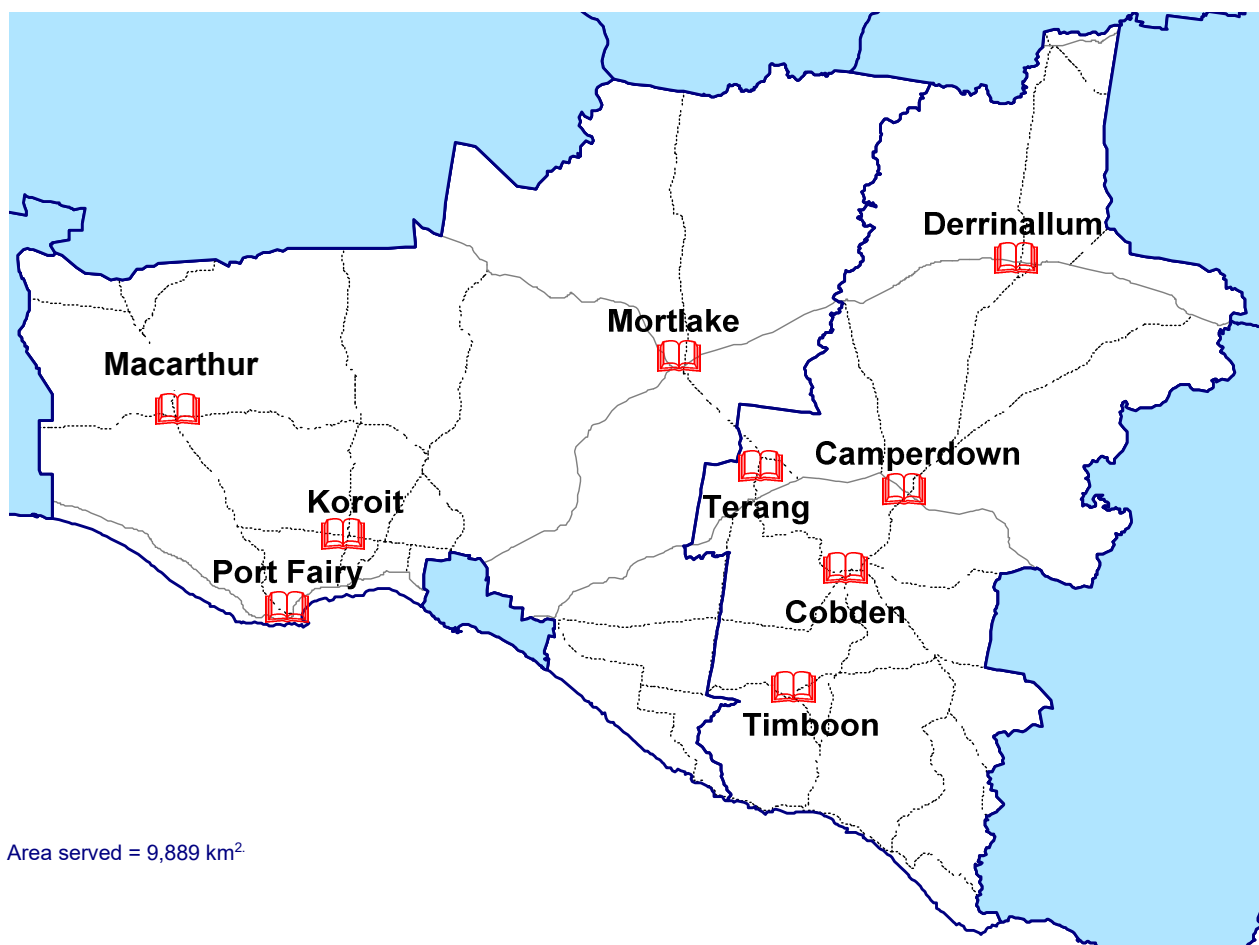 Derrinallum
Mortlake
Macarthur
Camperdown
Koroit
Terang
Port Fairy
Cobden
Timboon
Area served = 9,889 km².